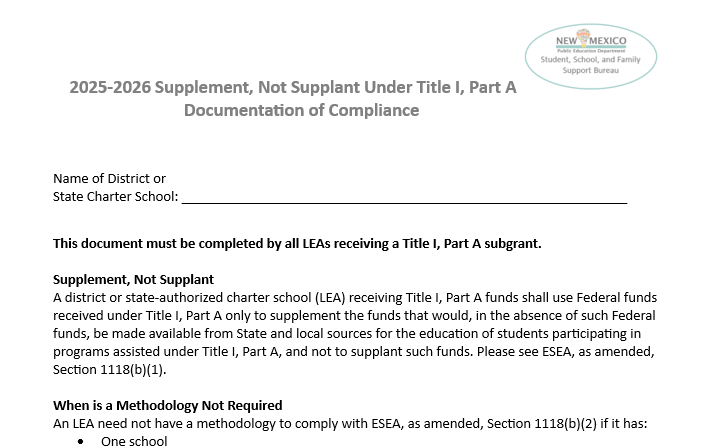 NEW MEXICO
Public Education Department
Student, School, and Family
Support Bureau
2025-2026 Supplement, Not Supplant Under Title I, Part A
Documentation of Compliance
Name of District or
State Charter School:
This document must be completed by all LEAs receiving a Title I, Part A subgrant.
Supplement, Not Supplant
A district or state-authorized charter school (LEA) receiving Title I, Part A funds shall use Federal funds
received under Title I, Part A only to supplement the funds that would, in the absence of such Federal
funds, be made available from State and local sources for the education of students participating in
programs assisted under Title I, Part A, and not to supplant such funds. Please see ESEA, as amended,
Section 1118(b)(1).
When is a Methodology Not Required
An LEA need not have a methodology to comply with ESEA, as amended, Section 1118(b)(2) if it has:
• One school